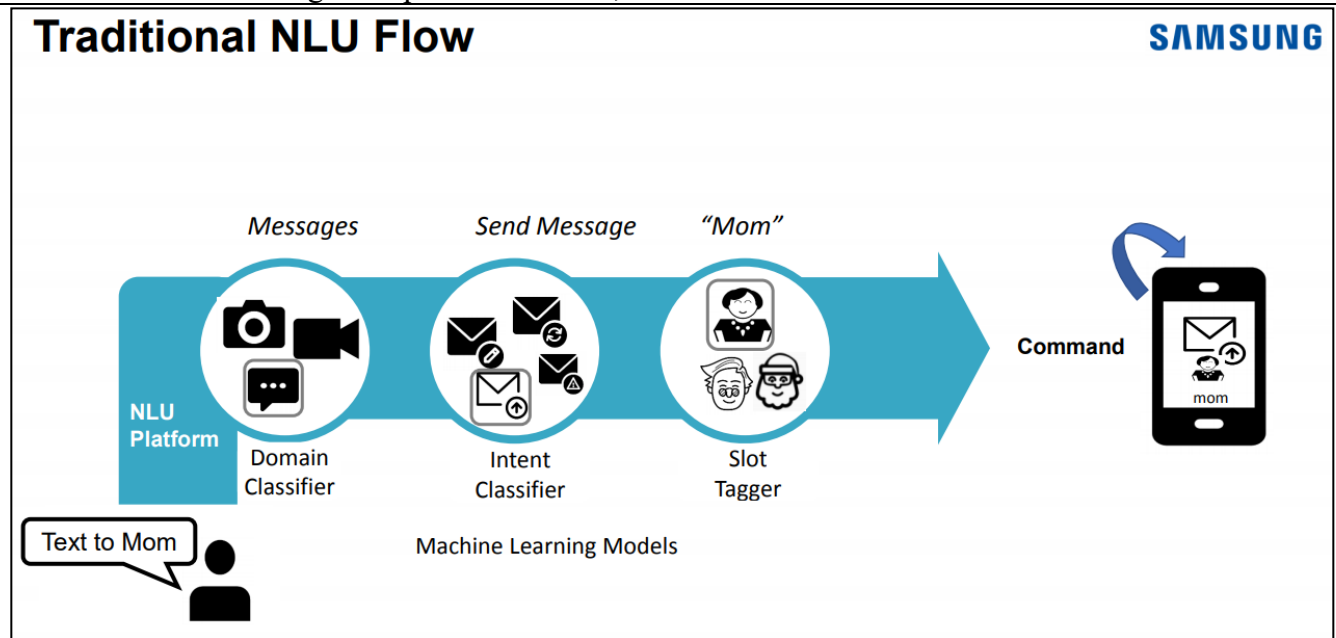 Traditional NLU Flow
SAMSUNG
Messages
Send Message
“Mom”
NLU
Platform
Domain
Classifier
Intent
Classifier
Slot
Tagger
Command
mom
Text to Mom
Machine Learning Models